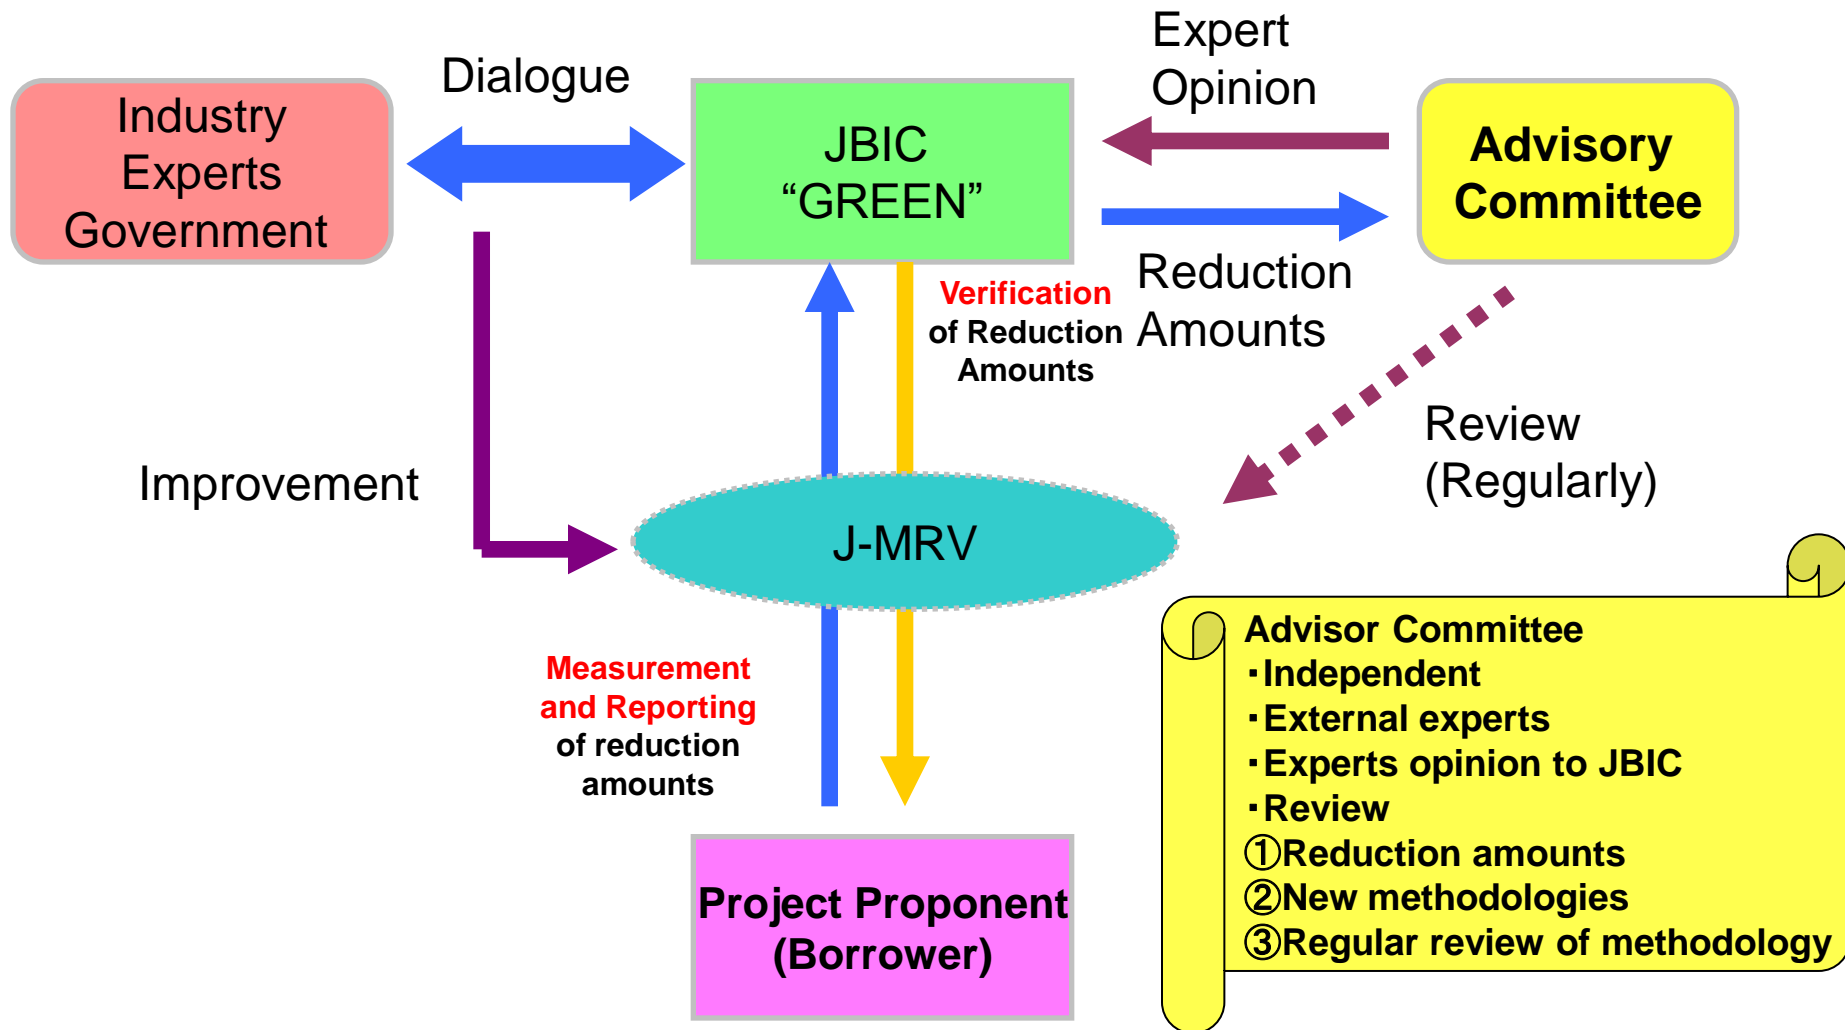 Industry
Experts
Government
Dialogue
JBIC
“GREEN”
Expert
Opinion
Advisory
Committee
Reduction
Amounts
Verification
of Reduction
Amounts
Review
(Regularly)
Improvement
J-MRV
Measurement
and Reporting
of reduction
amounts
Project Proponent
(Borrower)
Advisor Committee
・Independent
・External experts
・Experts opinion to JBIC
・Review
①Reduction amounts
②New methodologies
③Regular review of methodology